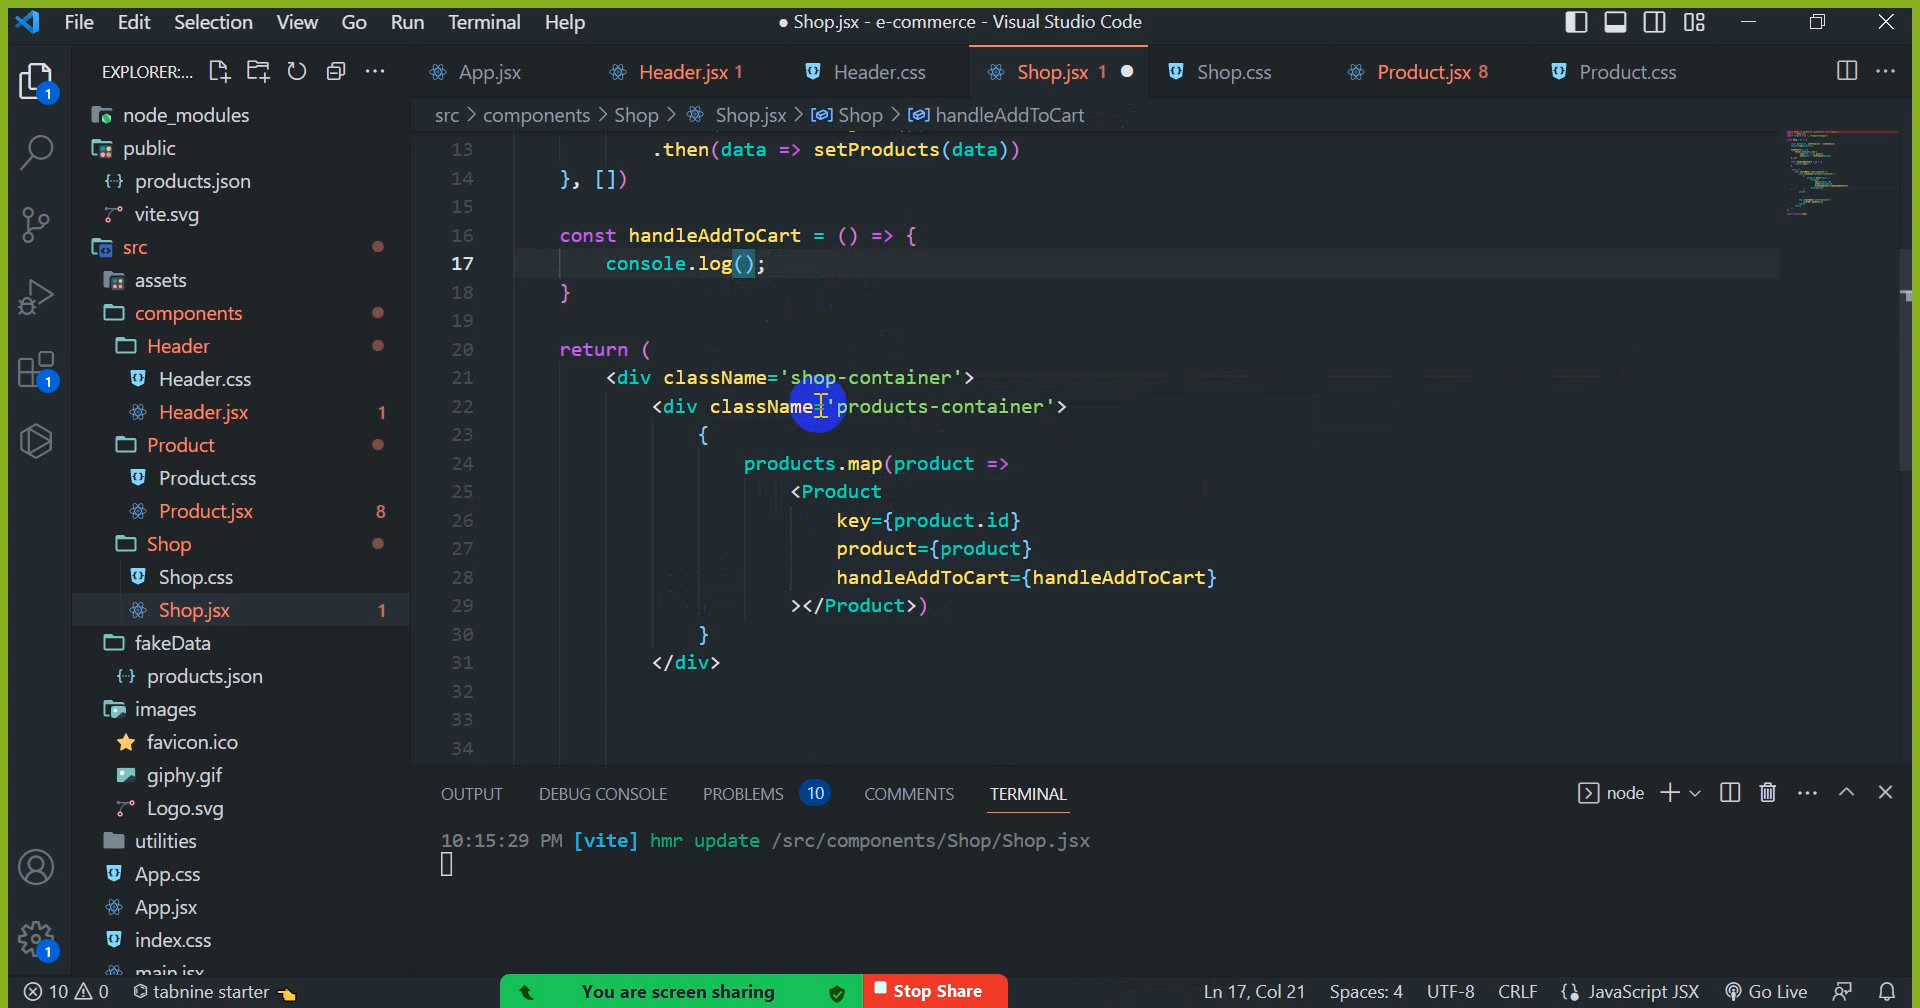 File Edit Selection View Go Run Terminal Help
● Shop.jsx - e-commerce - Visual Studio Code
EXPLORER:...
App.jsx
Header.jsx 1
Header.css
Shop.jsx 1
Shop.css
Product.jsx 8
Product.css
src > components > Shop > Shop.jsx > Shop > handleAddToCart
1
node_modules
public
products.json
vite.svg
src
assets
components
Header
Header.css
Header.jsx 1
Product
Product.css
Product.jsx 8
Shop
Shop.css
Shop.jsx 1
fakeData
products.json
images
favicon.ico
giphy.gif
Logo.svg
utilities
App.css
App.jsx
index.css
main.jsx
1
1
13 .then(data => setProducts(data))
14 }, [])
15
16 const handleAddToCart = () => {
17 console.log();
18 }
19
20 return (
21 <div className='shop-container'>
22 <div className='products-container'>
23 {
24 products.map(product =>
25 <Product
26 key={product.id}
27 product={product}
28 handleAddToCart={handleAddToCart}
29 ></Product>)
30 }
31 </div>
32
33
34
OUTPUT DEBUG CONSOLE PROBLEMS 10 COMMENTS TERMINAL
node
10:15:29 PM [vite] hmr update /src/components/Shop/Shop.jsx
10 0 tabnine starter
You are screen sharing
Stop Share
Ln 17, Col 21 Spaces: 4 UTF-8 CRLF {} JavaScript JSX Go Live